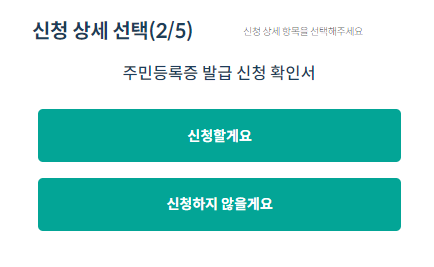 신청 상세 선택(2/5)
신청 상세 항목을 선택해주세요
주민등록증 발급 신청 확인서
신청할게요
신청하지 않을게요